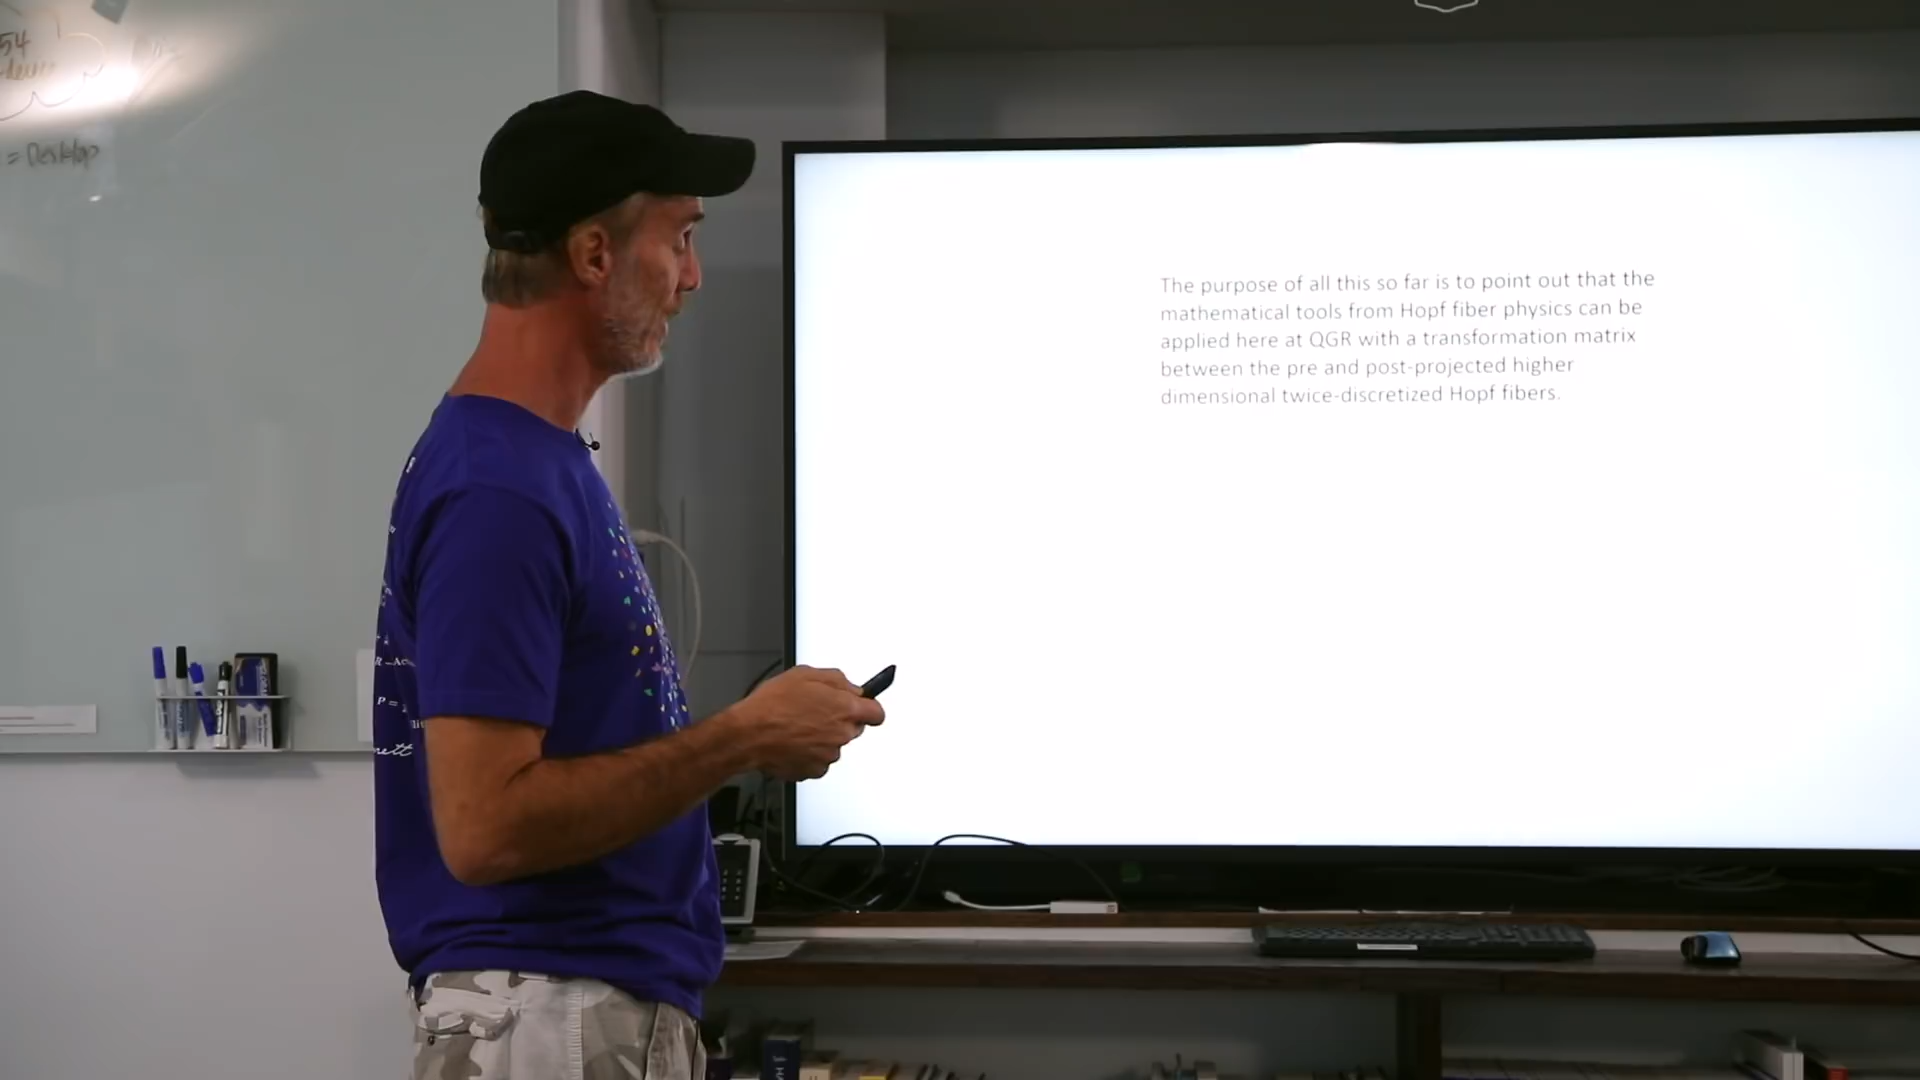 54
= Desktop
The purpose of all this so far is to point out that the
mathematical tools from Hopf fiber physics can be
applied here at QGR with a transformation matrix
between the pre and post-projected higher
dimensional twice-discretized Hopf fibers.
P =